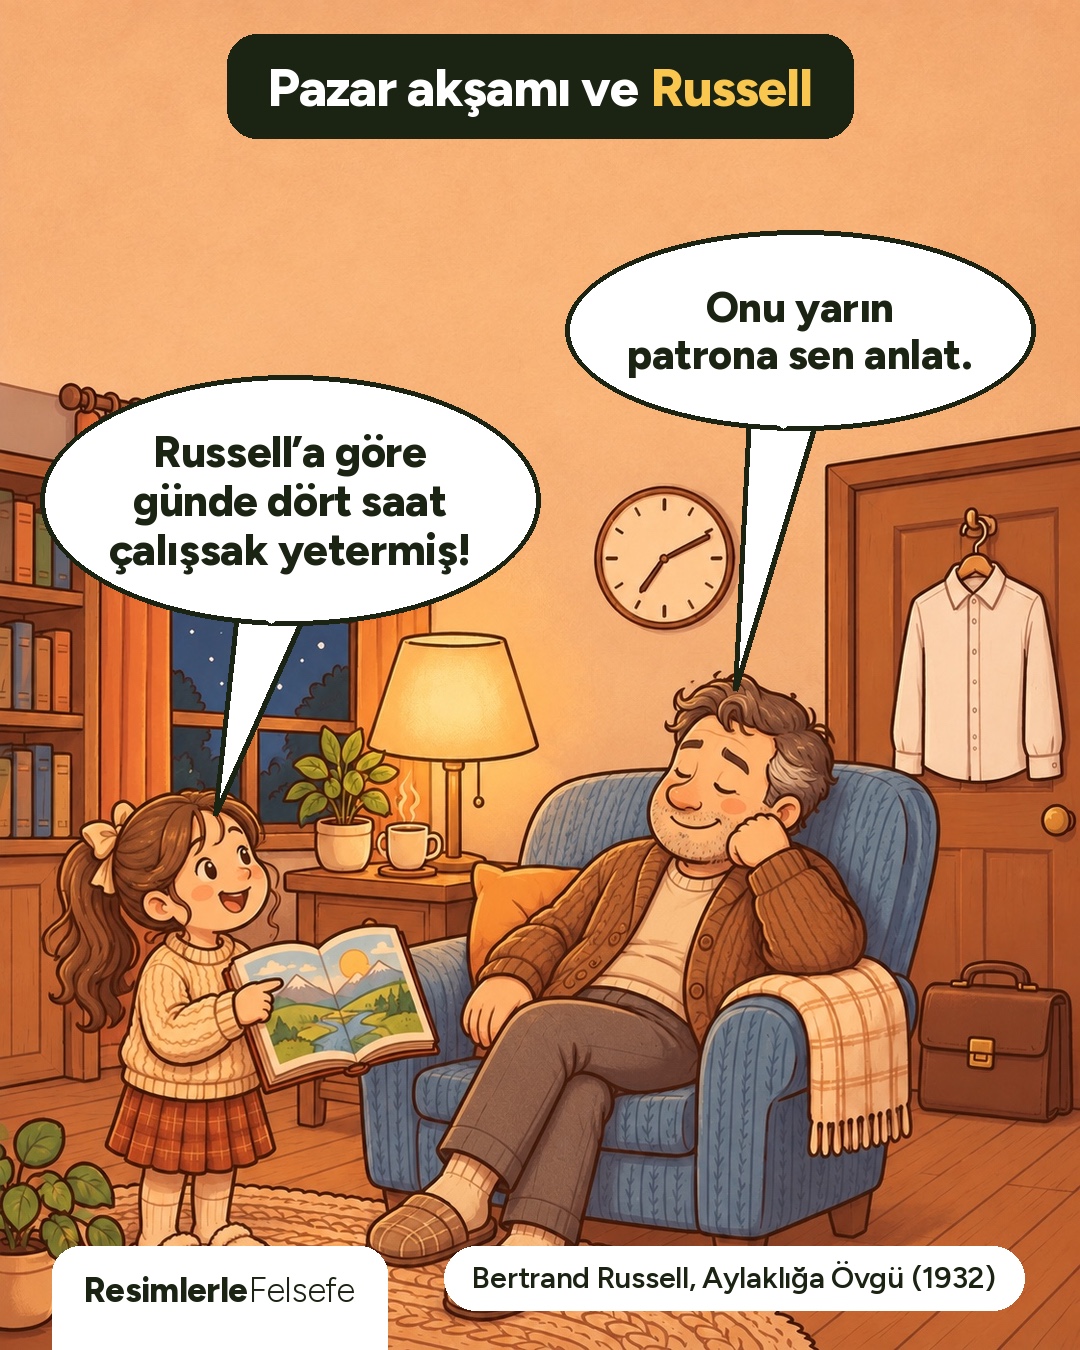 Pazar akşamı ve Russell
Onu yarın
patrona sen anlat.
Russell’a göre
günde dört saat
çalışsak yetermiş!
ResimlerleFelsefe
Bertrand Russell, Aylaklığa Övgü (1932)